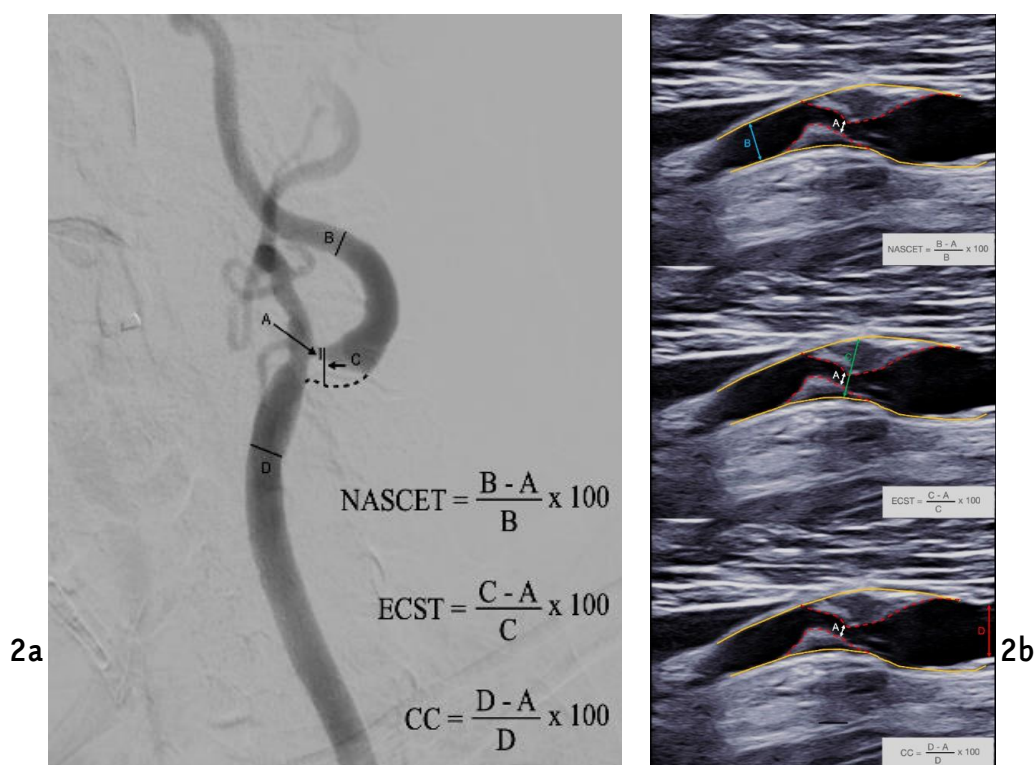 B
A
C
D
NASCET = B - A / B x 100
ECST = C - A / C x 100
CC = D - A / D x 100
2a
A
B
NASCET = B - A / B x 100
C
A
ECST = C - A / C x 100
A
D
CC = D - A / D x 100
2b